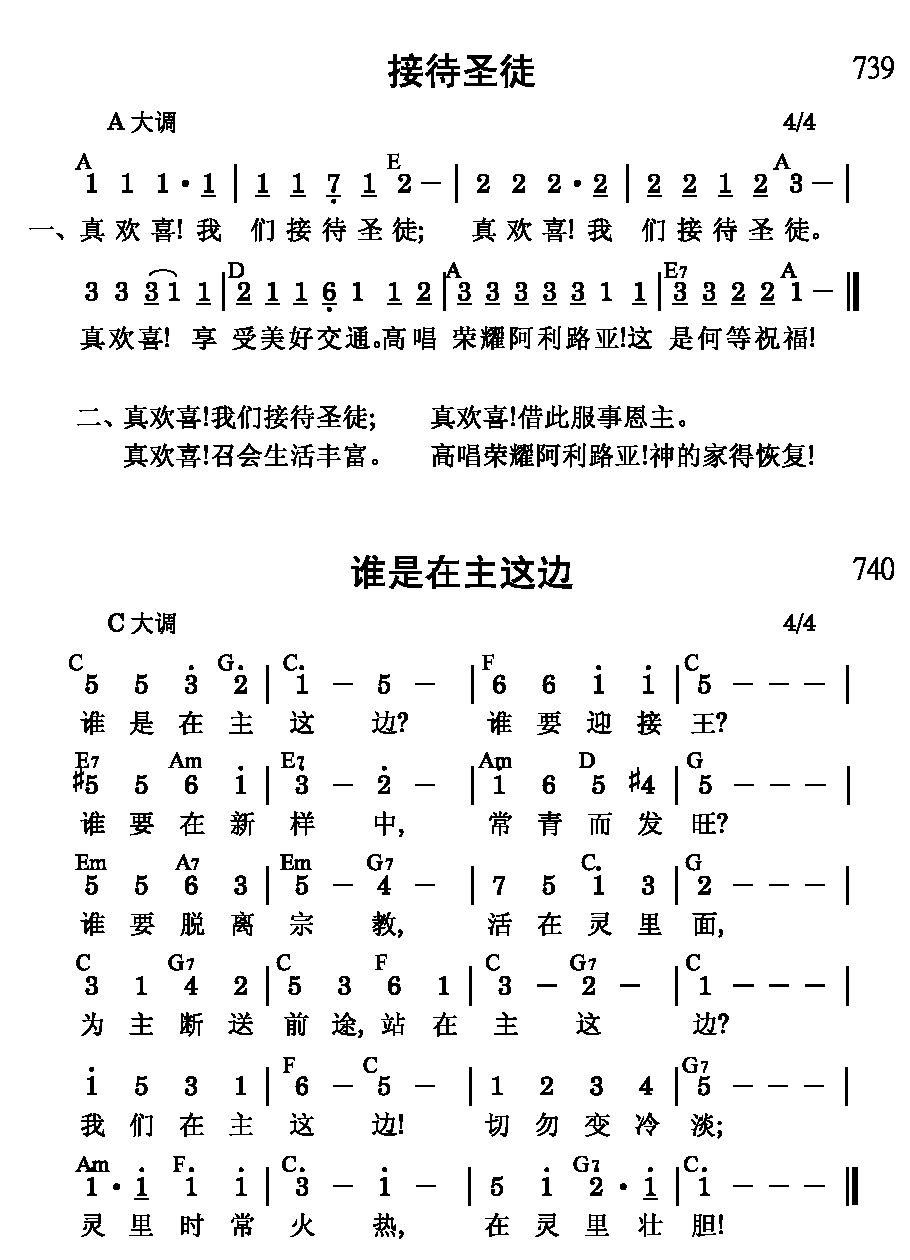 接待圣徒 739
A 大调 4/4
A E A
1 1 1 · 1 | 1 1 7 1 2 – | 2 2 2 · 2 | 2 2 1 2 3 – |
一、真欢喜!我 们接待圣徒; 真欢喜!我 们接待圣徒。
D A E7 A
3 3 3 1 1 | 2 1 1 6 1 1 2 | 3 3 3 3 3 1 1 | 3 3 2 2 1 – ‖
真欢喜! 享 受美好交通。高唱 荣耀阿利路亚!这 是何等祝福!
二、真欢喜!我们接待圣徒; 真欢喜!借此服事恩主。
真欢喜!召会生活丰富。 高唱荣耀阿利路亚!神的家得恢复!
谁是在主这边 740
C 大调 4/4
C G C F C
5 5 3̇ 2̇ | 1̇ – 5 – | 6 6 1̇ 1̇ | 5 – – – |
谁是在主这边? 谁要迎接王?
E7 Am E7 Am D G
#5 5 6 1̇ | 3̇ – 2̇ – | 1̇ 6 5 #4 | 5 – – – |
谁要在新样中, 常青而发旺?
Em A7 Em G7 C G
5 5 6 3 | 5 – 4 – | 7 5 1̇ 3 | 2 – – – |
谁要脱离宗教, 活在灵里面,
C G7 C F C G7 C
3 1 4 2 | 5 3 6 1 | 3 – 2 – | 1 – – – |
为主断送前途, 站在主这边?
F C G7
1̇ 5 3 1 | 6 – 5 – | 1 2 3 4 | 5 – – – |
我们在主这边! 切勿变冷淡;
Am F C G7 C
1̇ · 1̇ 1̇ 1̇ | 3̇ – 1̇ – | 5 1̇ 2̇ · 1̇ | 1̇ – – – ‖
灵里时常火热, 在灵里壮胆!